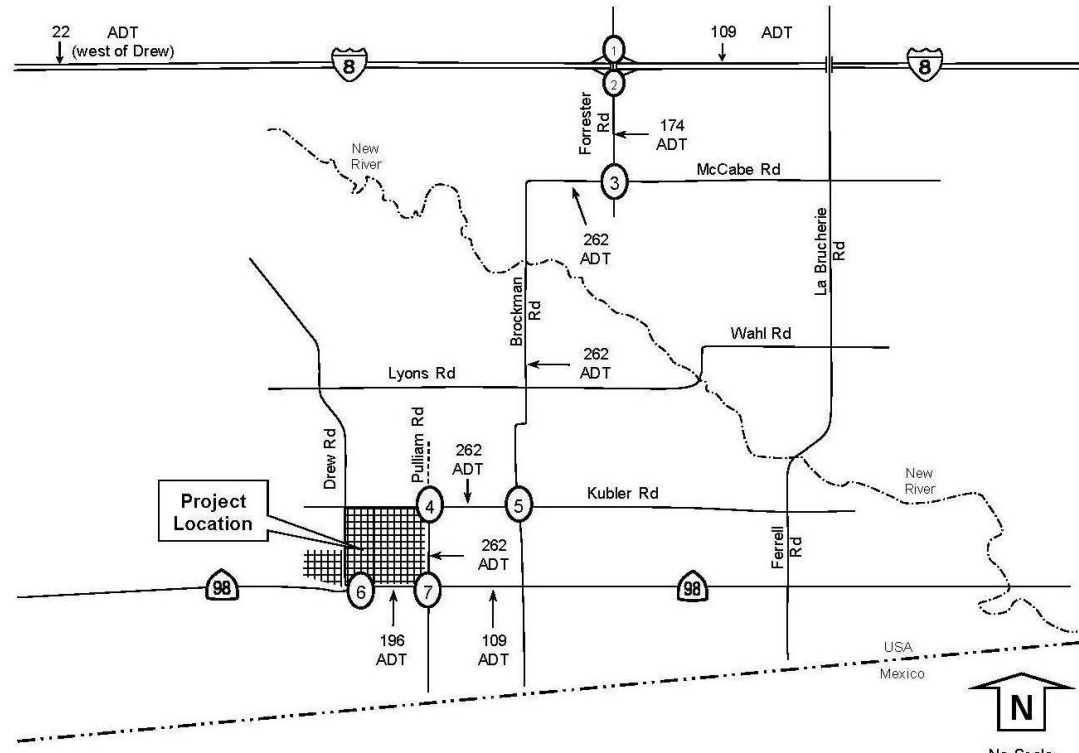 22 ADT
(west of Drew)
109 ADT
8
1
8
2
Forrester
Rd
174
ADT
New
River
McCabe Rd
3
262
ADT
La Brucherie
Rd
Brockman
Rd
Wahl Rd
262
ADT
Lyons Rd
Drew Rd
Pulliam Rd
262
ADT
Project
Location
4
5
Kubler Rd
New
River
262
ADT
Ferrell
Rd
98
6
7
98
196
ADT
109
ADT
USA
Mexico
N